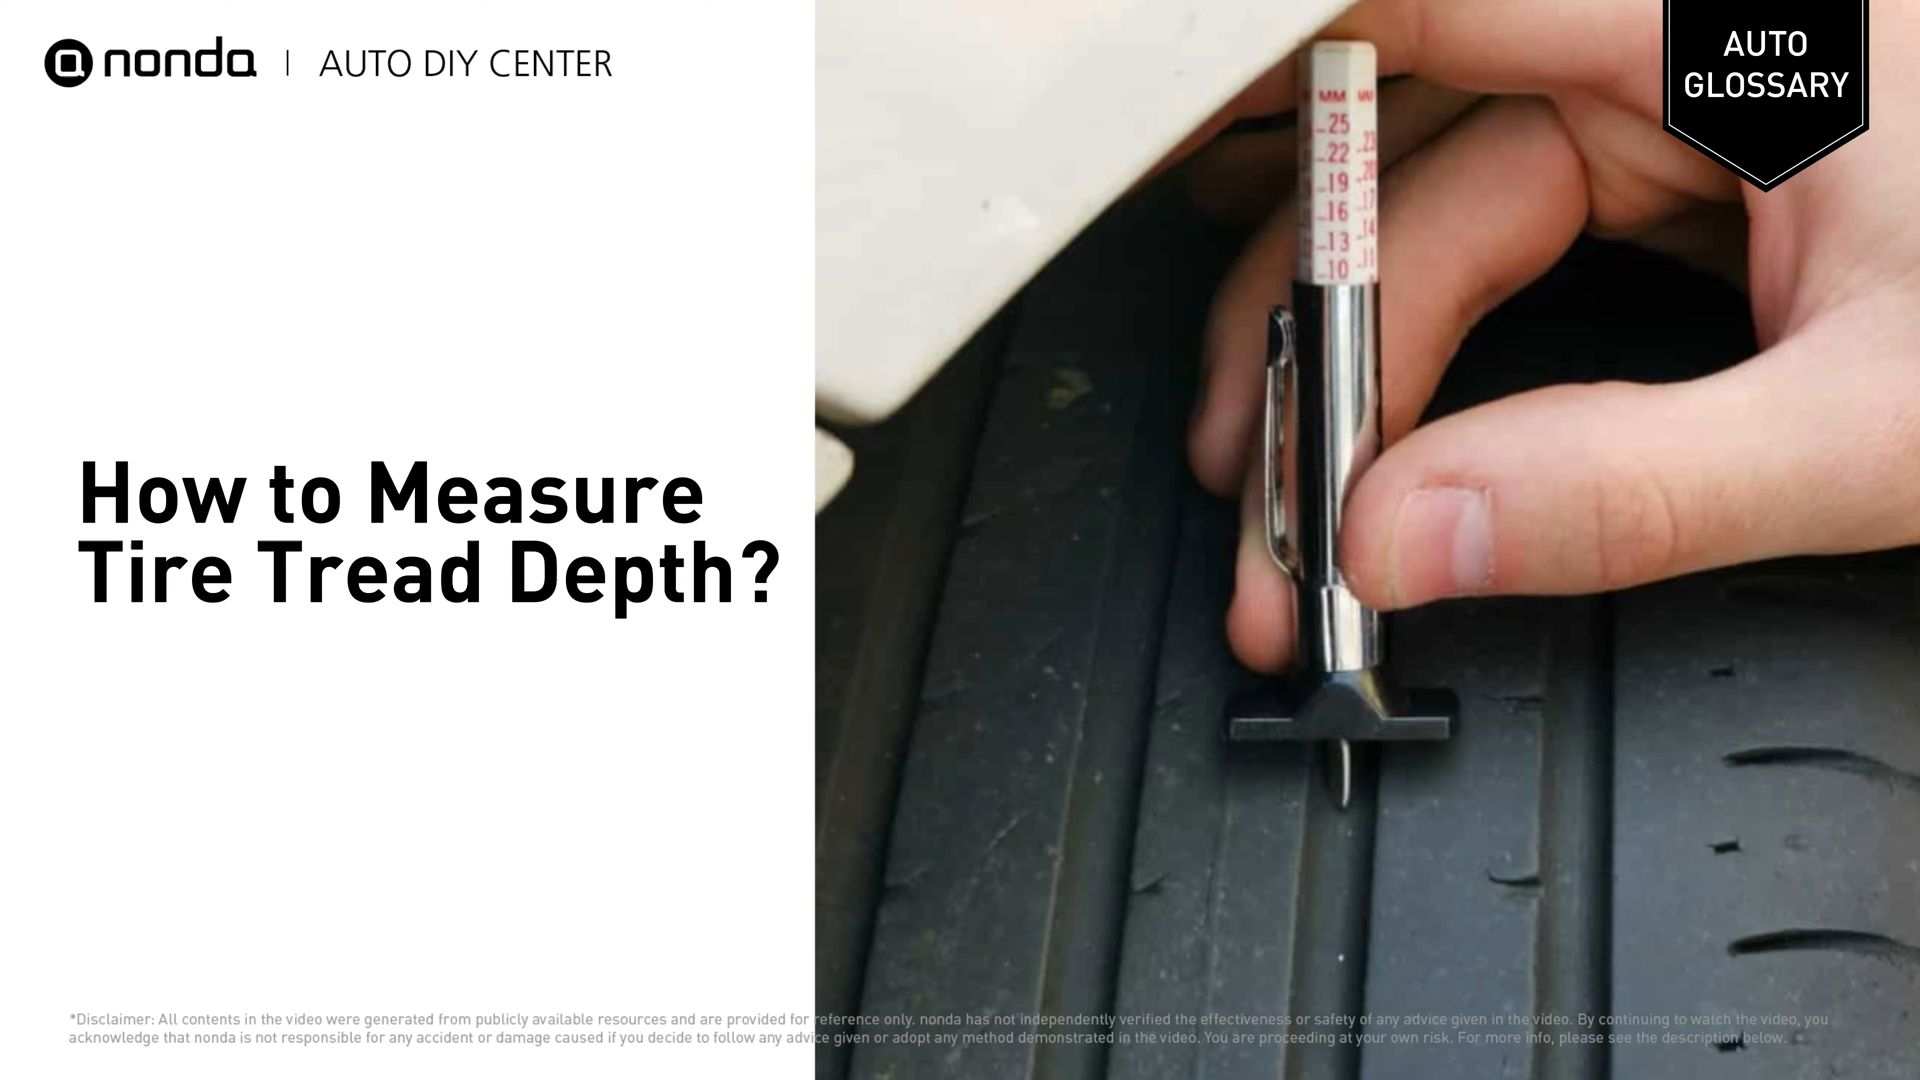 nonda | AUTO DIY CENTER
AUTO
GLOSSARY
MM
25
22
19
16
13
10
23
20
17
14
11
How to Measure
Tire Tread Depth?
*Disclaimer: All contents in the video were generated from publicly available resources and are provided for reference only. nonda has not independently verified the effectiveness or safety of any advice given in the video. By continuing to watch the video, you
acknowledge that nonda is not responsible for any accident or damage caused if you decide to follow any advice given or adopt any method demonstrated in the video. You are proceeding at your own risk. For more info, please see the description below.